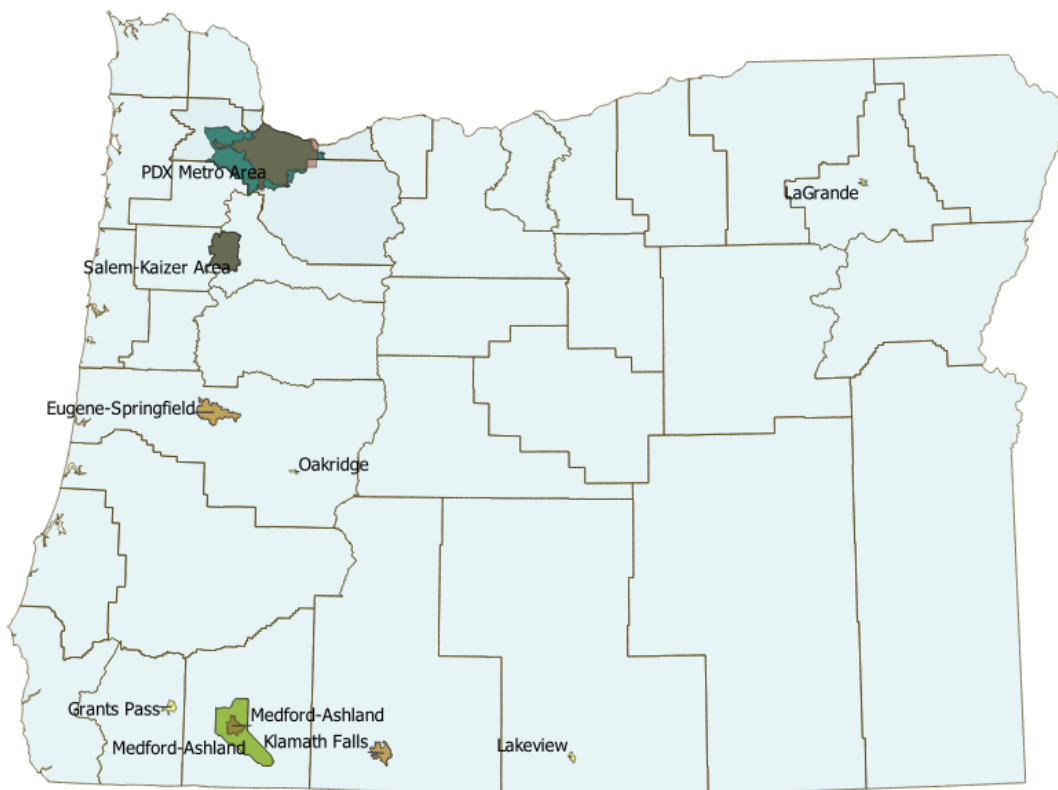 PDX Metro Area
LaGrande
Salem-Kaizer Area
Eugene-Springfield
Oakridge
Grants Pass
Medford-Ashland
Medford-Ashland
Klamath Falls
Lakeview